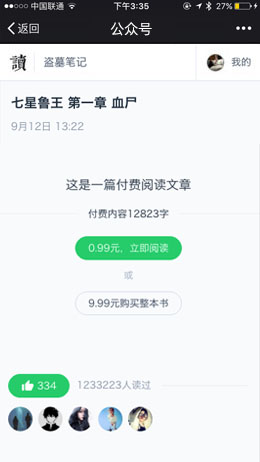 中国联通
下午3:35
27%
返回
公众号
讀
盗墓笔记
我的
七星鲁王 第一章 血尸
9月12日 13:22
这是一篇付费阅读文章
付费内容12823字
0.99元，立即阅读
或
9.99元购买整本书
334
1233223人读过